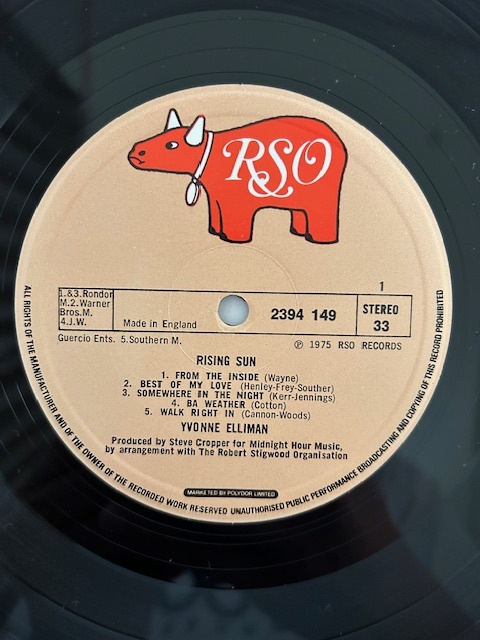 RSO
1
1.&3.Rondor
M.2.Warner
Bros.M.
4.J.W.
Guercio Ents. 5.Southern M.
Made in England
2394 149
STEREO
33
℗ 1975 RSO RECORDS
RISING SUN
1. FROM THE INSIDE (Wayne)
2. BEST OF MY LOVE (Henley-Frey-Souther)
3. SOMEWHERE IN THE NIGHT (Kerr-Jennings)
4. BA WEATHER (Cotton)
5. WALK RIGHT IN (Cannon-Woods)
YVONNE ELLIMAN
Produced by Steve Cropper for Midnight Hour Music,
by arrangement with The Robert Stigwood Organisation
MARKETED BY POLYDOR LIMITED
ALL RIGHTS OF THE MANUFACTURER AND OF THE OWNER OF THE RECORDED WORK RESERVED UNAUTHORISED PUBLIC PERFORMANCE BROADCASTING AND COPYING OF THIS RECORD PROHIBITED